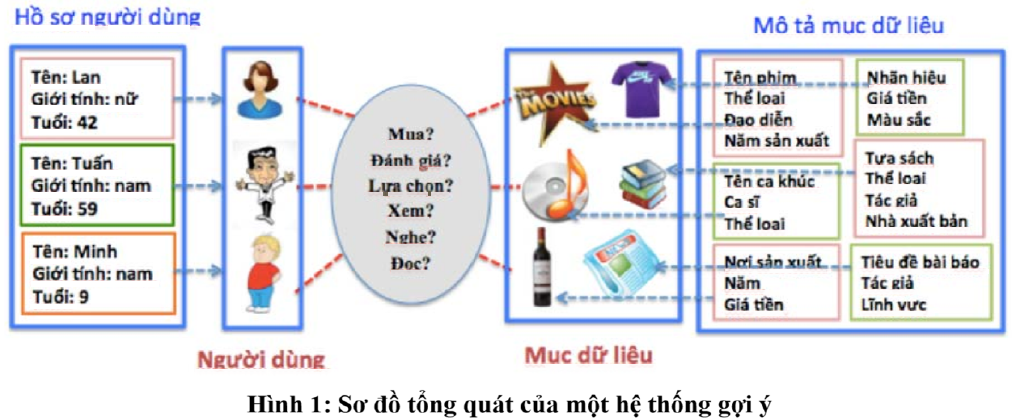 Hồ sơ người dùng
Mô tả mục dữ liệu
Tên: Lan
Giới tính: nữ
Tuổi: 42
Tên: Tuấn
Giới tính: nam
Tuổi: 59
Tên: Minh
Giới tính: nam
Tuổi: 9
Mua?
Đánh giá?
Lựa chọn?
Xem?
Nghe?
Đọc?
The
MOVIES
Tên phim
Thể loại
Đạo diễn
Năm sản xuất
Nhãn hiệu
Giá tiền
Màu sắc
Tên ca khúc
Ca sĩ
Thể loại
Tựa sách
Thể loại
Tác giả
Nhà xuất bản
Nơi sản xuất
Năm
Giá tiền
Tiêu đề bài báo
Tác giả
Lĩnh vực
Người dùng
Mục dữ liệu
Hình 1: Sơ đồ tổng quát của một hệ thống gợi ý